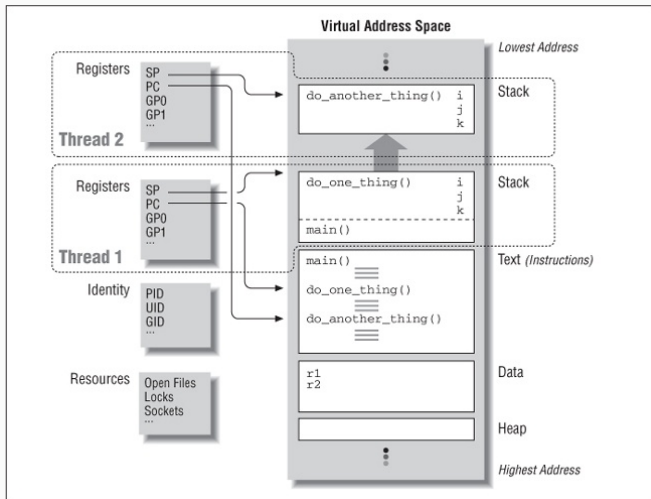 Virtual Address Space
Lowest Address
Registers
SP
PC
GP0
GP1
...
Thread 2
do_another_thing() i
j
k
Stack
Registers
SP
PC
GP0
GP1
...
Thread 1
do_one_thing() i
j
k
main()
Stack
main()
do_one_thing()
do_another_thing()
Text (Instructions)
Identity
PID
UID
GID
...
Resources
Open Files
Locks
Sockets
...
r1
r2
Data
Heap
Highest Address